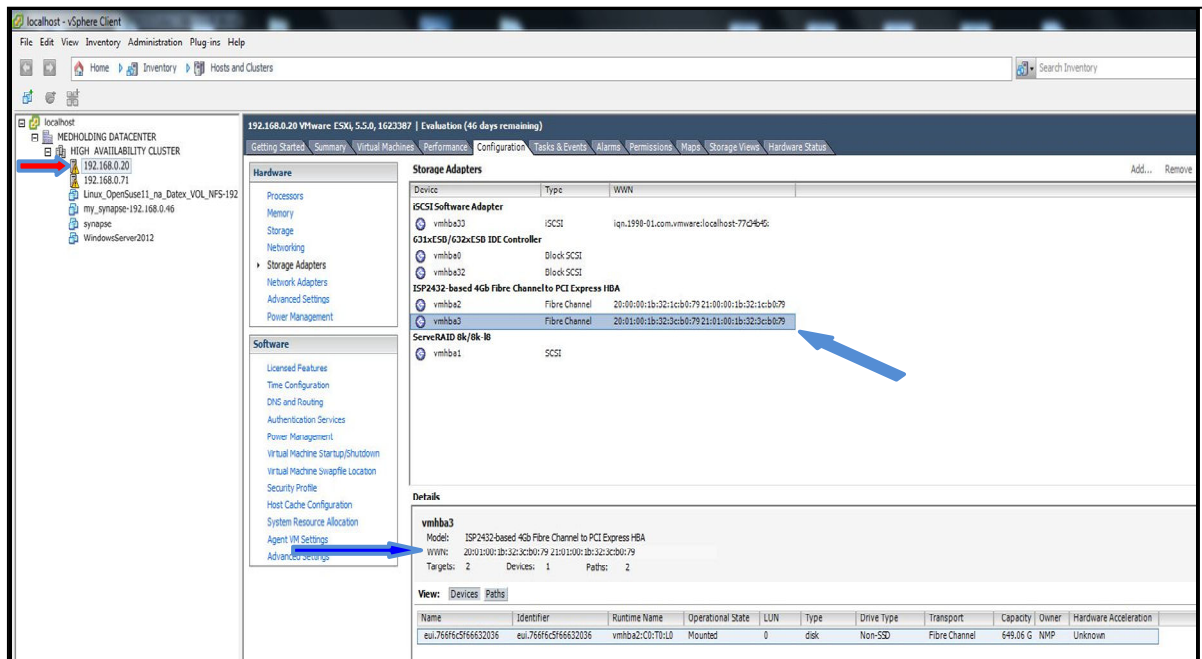 localhost - vSphere Client
File Edit View Inventory Administration Plug-ins Help
Home Inventory Hosts and Clusters
Search Inventory
localhost
MEDHOLDING DATACENTER
HIGH AVAIILABILITY CLUSTER
192.168.0.20
192.168.0.71
Linux_OpenSuse11_na_Datex_VOL_NFS-192
my_synapse-192.168.0.46
synapse
WindowsServer2012
192.168.0.20 VMware ESXi, 5.5.0, 1623387 | Evaluation (46 days remaining)
Getting Started Summary Virtual Machines Performance Configuration Tasks & Events Alarms Permissions Maps Storage Views Hardware Status
Hardware
Processors
Memory
Storage
Networking
Storage Adapters
Network Adapters
Advanced Settings
Power Management
Software
Licensed Features
Time Configuration
DNS and Routing
Authentication Services
Power Management
Virtual Machine Startup/Shutdown
Virtual Machine Swapfile Location
Security Profile
Host Cache Configuration
System Resource Allocation
Agent VM Settings
Advanced Settings
Storage Adapters
Add... Remove
Device Type WWN
iSCSI Software Adapter
vmhba33 iSCSI iqn.1998-01.com.vmware:localhost-77c34b45:
631xESB/632xESB IDE Controller
vmhba0 Block SCSI
vmhba32 Block SCSI
ISP2432-based 4Gb Fibre Channel to PCI Express HBA
vmhba2 Fibre Channel 20:00:00:1b:32:1c:b0:79 21:00:00:1b:32:1c:b0:79
vmhba3 Fibre Channel 20:01:00:1b:32:3c:b0:79 21:01:00:1b:32:3c:b0:79
ServeRAID 8k/8k-l8
vmhba1 SCSI
Details
vmhba3
Model: ISP2432-based 4Gb Fibre Channel to PCI Express HBA
WWN: 20:01:00:1b:32:3c:b0:79 21:01:00:1b:32:3c:b0:79
Targets: 2 Devices: 1 Paths: 2
View: Devices Paths
Name Identifier Runtime Name Operational State LUN Type Drive Type Transport Capacity Owner Hardware Acceleration
eui.766f6c5f66632036 eui.766f6c5f66632036 vmhba2:C0:T0:L0 Mounted 0 disk Non-SSD Fibre Channel 649.06 G NMP Unknown